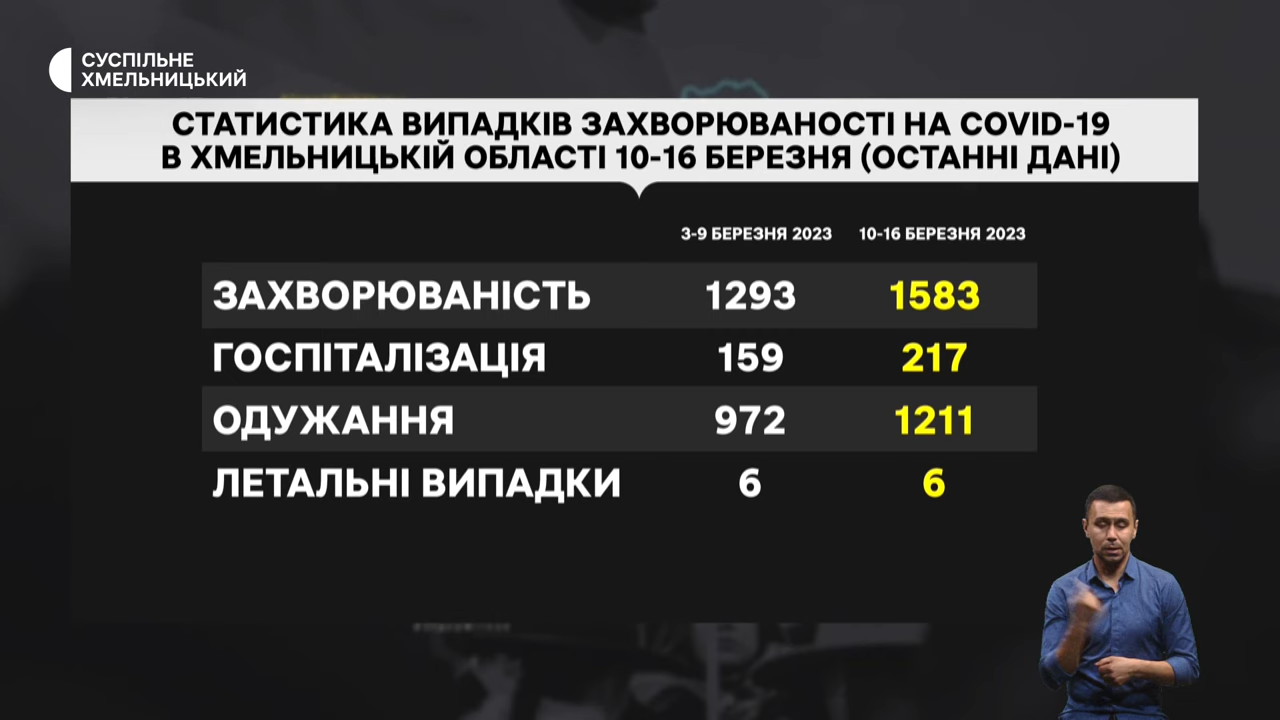 СУСПІЛЬНЕ
ХМЕЛЬНИЦЬКИЙ
СТАТИСТИКА ВИПАДКІВ ЗАХВОРЮВАНОСТІ НА COVID-19
В ХМЕЛЬНИЦЬКІЙ ОБЛАСТІ 10-16 БЕРЕЗНЯ (ОСТАННІ ДАНІ)
3-9 БЕРЕЗНЯ 2023 10-16 БЕРЕЗНЯ 2023
ЗАХВОРЮВАНІСТЬ 1293 1583
ГОСПІТАЛІЗАЦІЯ 159 217
ОДУЖАННЯ 972 1211
ЛЕТАЛЬНІ ВИПАДКИ 6 6